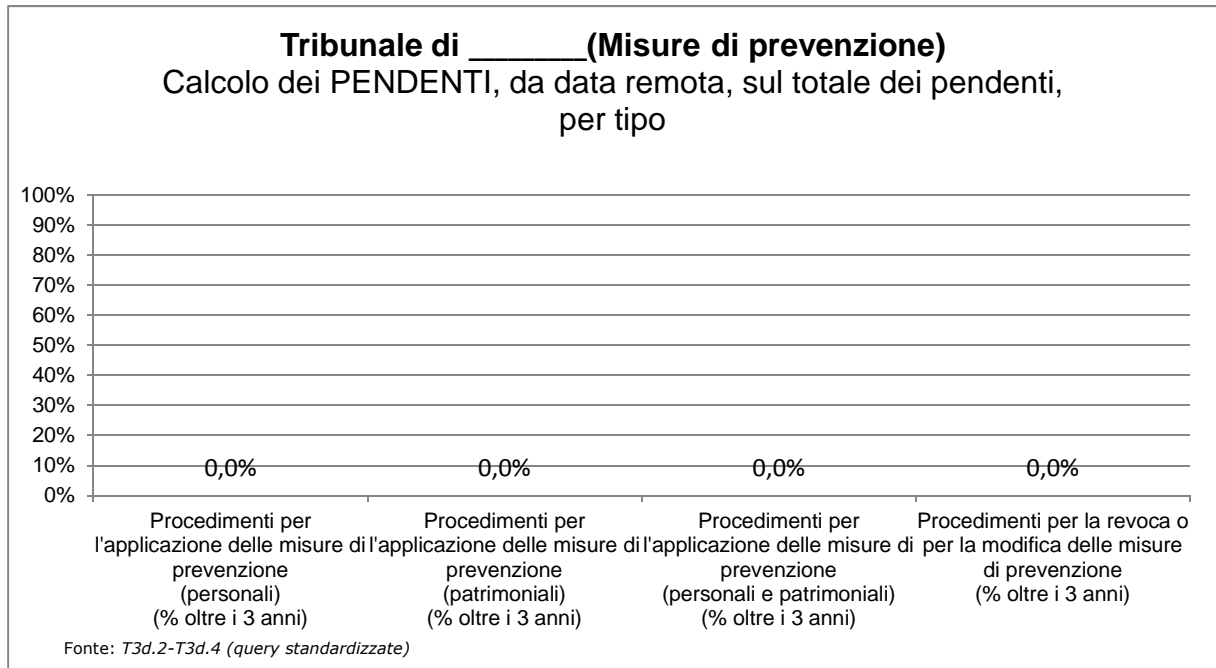 Tribunale di _________(Misure di prevenzione)
Calcolo dei PENDENTI, da data remota, sul totale dei pendenti,
per tipo
100%
90%
80%
70%
60%
50%
40%
30%
20%
10%
0%
0,0%
0,0%
0,0%
0,0%
Procedimenti per
l'applicazione delle misure di
prevenzione
(personali)
(% oltre i 3 anni)
Procedimenti per
l'applicazione delle misure di
prevenzione
(patrimoniali)
(% oltre i 3 anni)
Procedimenti per
l'applicazione delle misure di
prevenzione
(personali e patrimoniali)
(% oltre i 3 anni)
Procedimenti per la revoca o
per la modifica delle misure
di prevenzione
(% oltre i 3 anni)
Fonte: T3d.2-T3d.4 (query standardizzate)